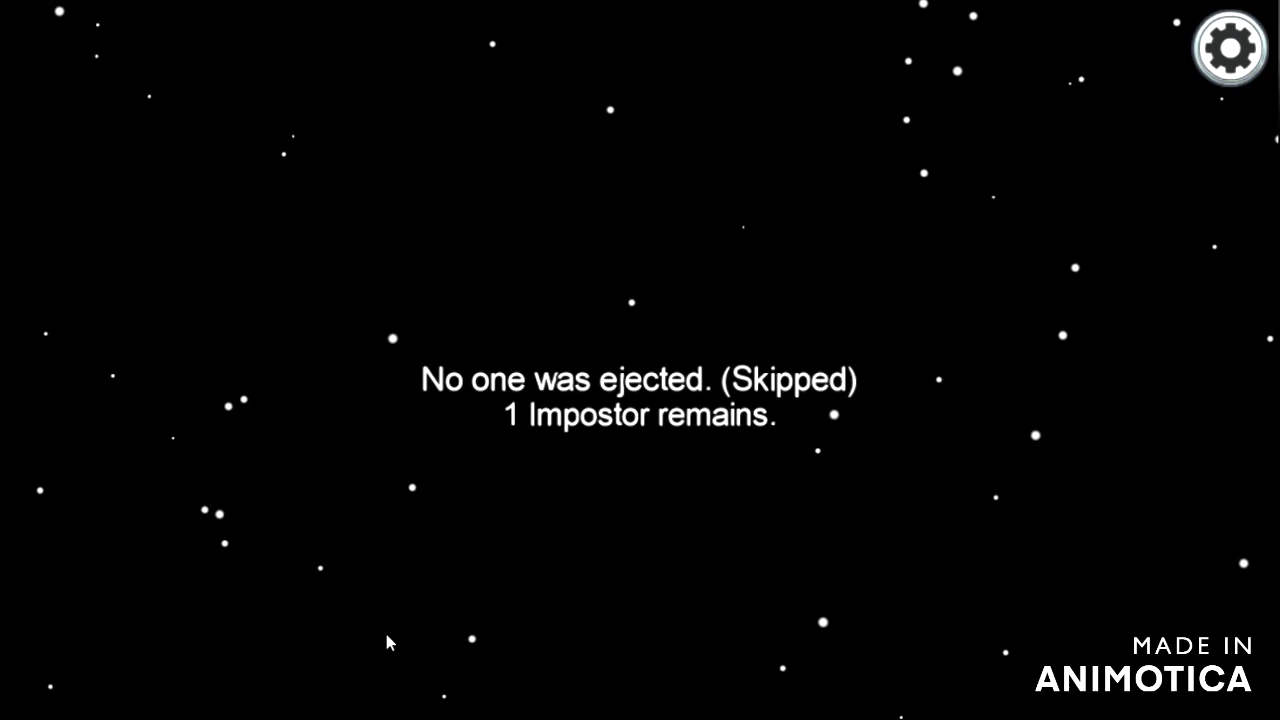 No one was ejected. (Skipped)
1 Impostor remains.
MADE IN
ANIMOTICA